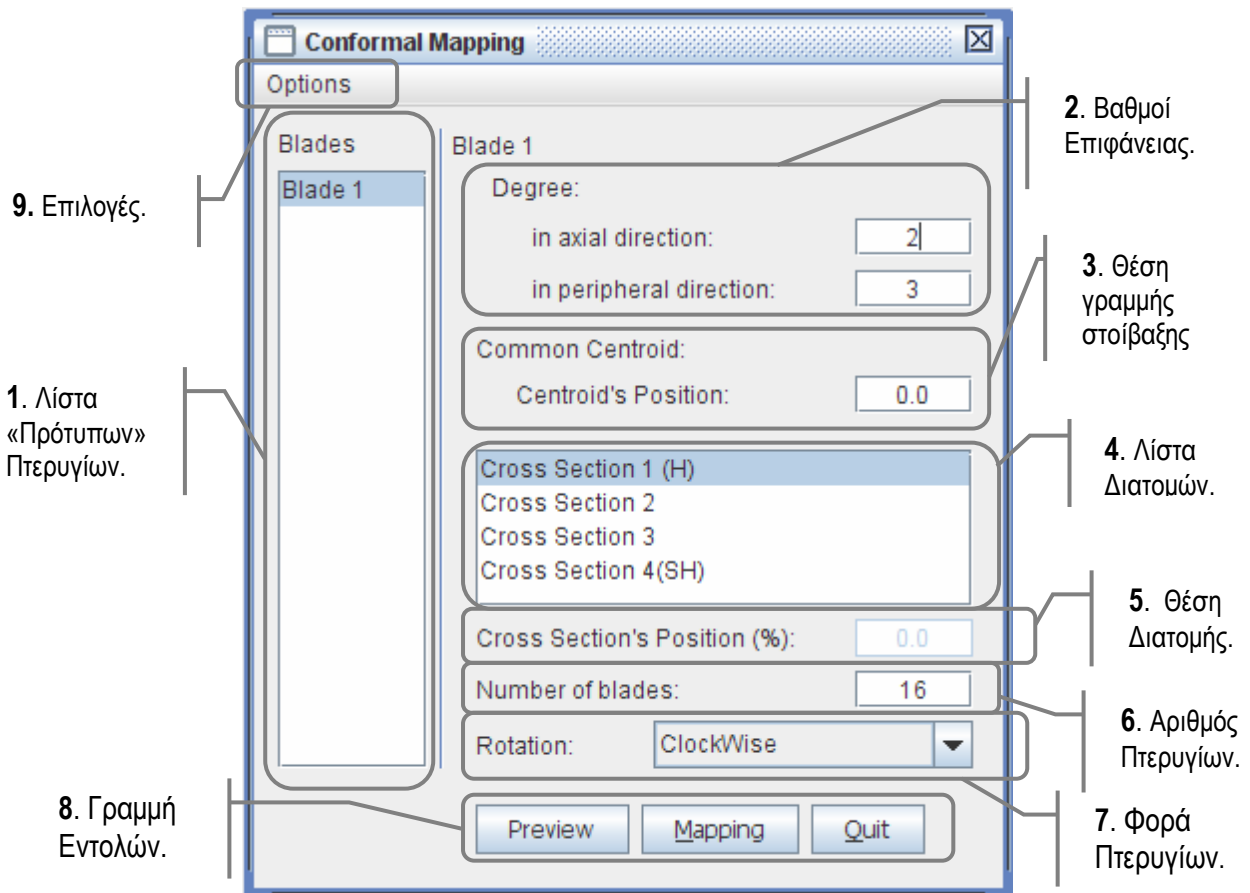 Conformal Mapping
Options
Blades
Blade 1
Blade 1
Degree:
in axial direction: 2
in peripheral direction: 3
Common Centroid:
Centroid's Position: 0.0
Cross Section 1 (H)
Cross Section 2
Cross Section 3
Cross Section 4(SH)
Cross Section's Position (%): 0.0
Number of blades: 16
Rotation: ClockWise
Preview Mapping Quit
1. Λίστα
«Πρότυπων»
Πτερυγίων.
2. Βαθμοί
Επιφάνειας.
3. Θέση
γραμμής
στοίβαξης
4. Λίστα
Διατομών.
5. Θέση
Διατομής.
6. Αριθμός
Πτερυγίων.
7. Φορά
Πτερυγίων.
8. Γραμμή
Εντολών.
9. Επιλογές.